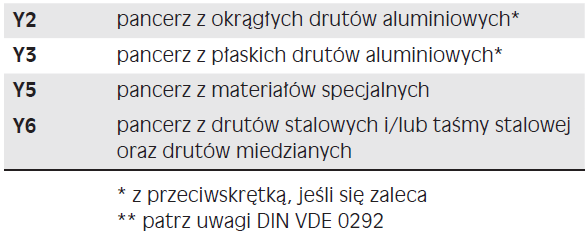 Y2 pancerz z okrągłych drutów aluminiowych*
Y3 pancerz z płaskich drutów aluminiowych*
Y5 pancerz z materiałów specjalnych
Y6 pancerz z drutów stalowych i/lub taśmy stalowej
oraz drutów miedzianych
* z przeciwskrętką, jeśli się zaleca
** patrz uwagi DIN VDE 0292